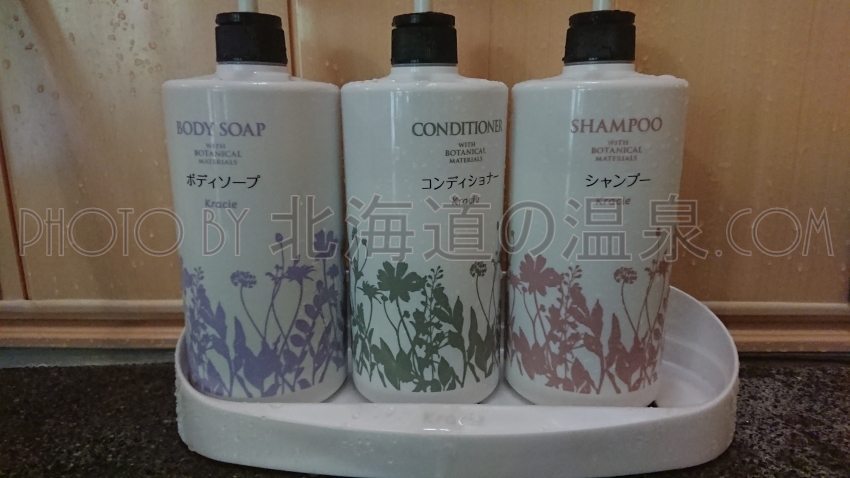 BODY SOAP
WITH
BOTANICAL
MATERIALS
ボディソープ
Kracie
CONDITIONER
WITH
BOTANICAL
MATERIALS
コンディショナー
Kracie
SHAMPOO
WITH
BOTANICAL
MATERIALS
シャンプー
Kracie
PHOTO BY 北海道の温泉.COM
Kracie